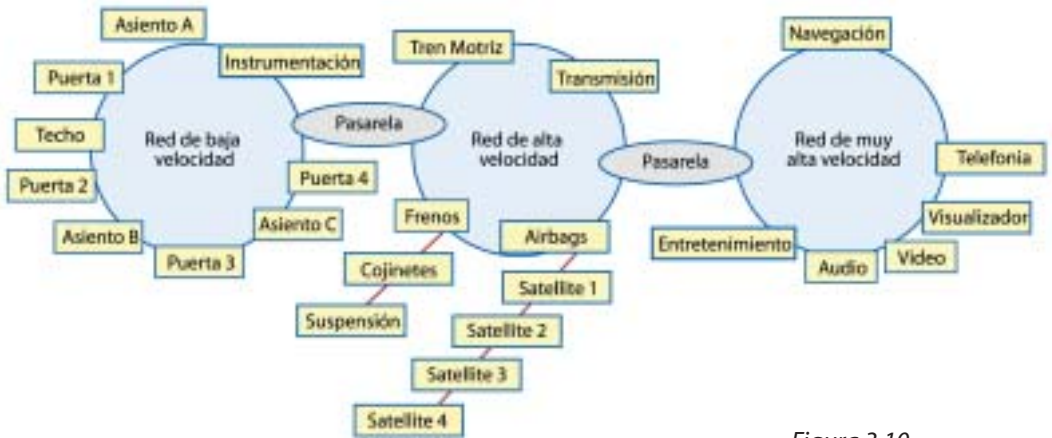 Asiento A
Instrumentación
Puerta 1
Techo
Puerta 2
Asiento B
Puerta 3
Asiento C
Puerta 4
Red de baja
velocidad
Pasarela
Tren Motriz
Transmisión
Red de alta
velocidad
Frenos
Cojinetes
Suspensión
Airbags
Satellite 1
Satellite 2
Satellite 3
Satellite 4
Pasarela
Navegación
Red de muy
alta velocidad
Telefonia
Visualizador
Video
Audio
Entretenimiento